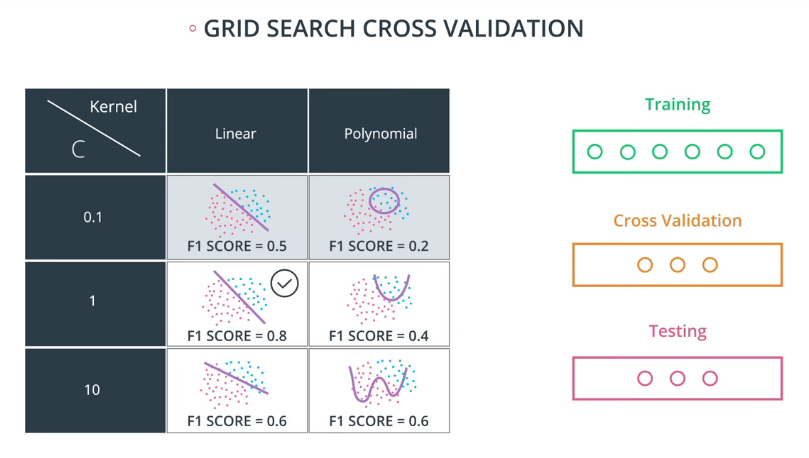 GRID SEARCH CROSS VALIDATION
Kernel
C
Linear
Polynomial
0.1
F1 SCORE = 0.5
F1 SCORE = 0.2
1
F1 SCORE = 0.8
F1 SCORE = 0.4
10
F1 SCORE = 0.6
F1 SCORE = 0.6
Training
Cross Validation
Testing